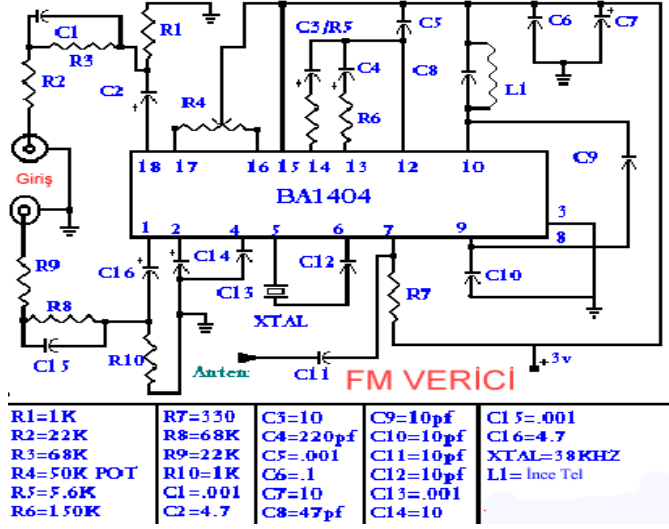 C1
R3
R2
R1
C2
R4
C3/R5
C4
R6
C5
C8
L1
C6
C7
C9
Giriş
18 17 16 15 14 13 12 10
BA1404
1 2 4 5 6 7 9 3
8
R9
R8
C15
C16
R10
C14
C13
XTAL
C12
Anten
C11
R7
C10
+3v
FM VERİCİ
R1=1K
R2=22K
R3=68K
R4=50K POT
R5=5.6K
R6=150K
R7=330
R8=68K
R9=22K
R10=1K
C1=.001
C2=4.7
C3=10
C4=220pf
C5=.001
C6=.1
C7=10
C8=47pf
C9=10pf
C10=10pf
C11=10pf
C12=10pf
C13=.001
C14=10
C15=.001
C16=4.7
XTAL=38KHZ
L1= İnce Tel